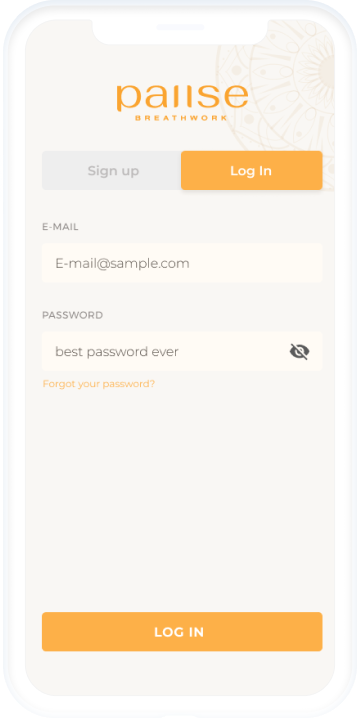 pause
BREATHWORK
Sign up Log In
E-MAIL
E-mail@sample.com
PASSWORD
best password ever
Forgot your password?
LOG IN